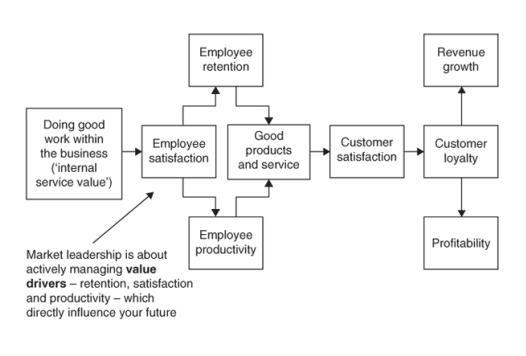 Employee
retention
Revenue
growth
Doing good
work within
the business
(‘internal
service value’)
Employee
satisfaction
Good
products
and service
Customer
satisfaction
Customer
loyalty
Employee
productivity
Profitability
Market leadership is about
actively managing value
drivers – retention, satisfaction
and productivity – which
directly influence your future